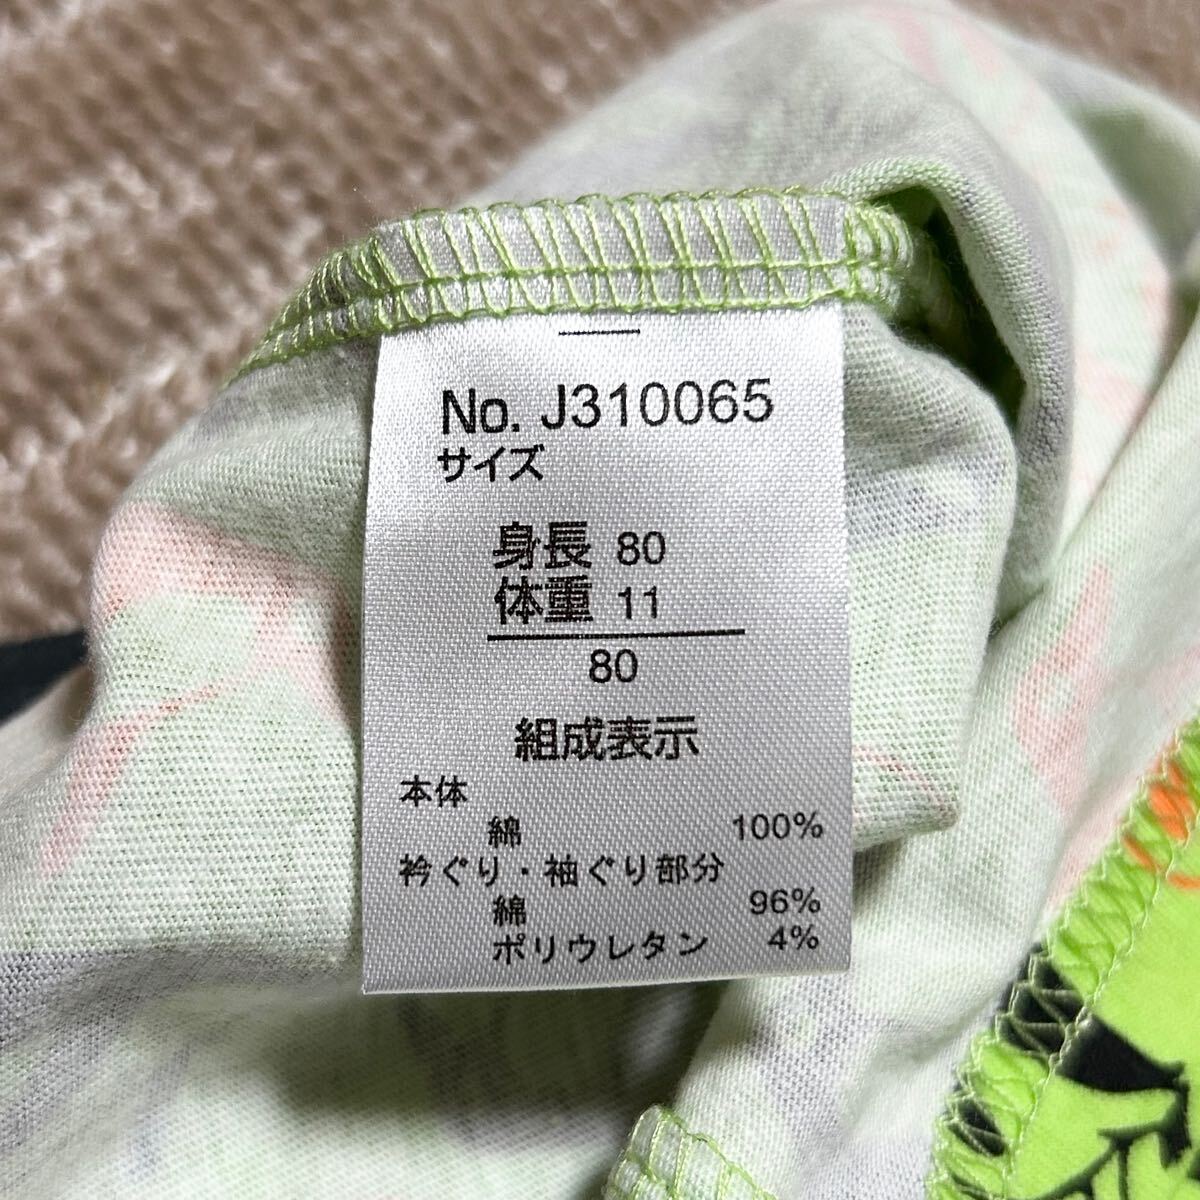 No. J310065
サイズ
身長 80
体重 11
80
組成表示
本体
綿 100%
衿ぐり・袖ぐり部分
綿 96%
ポリウレタン 4%